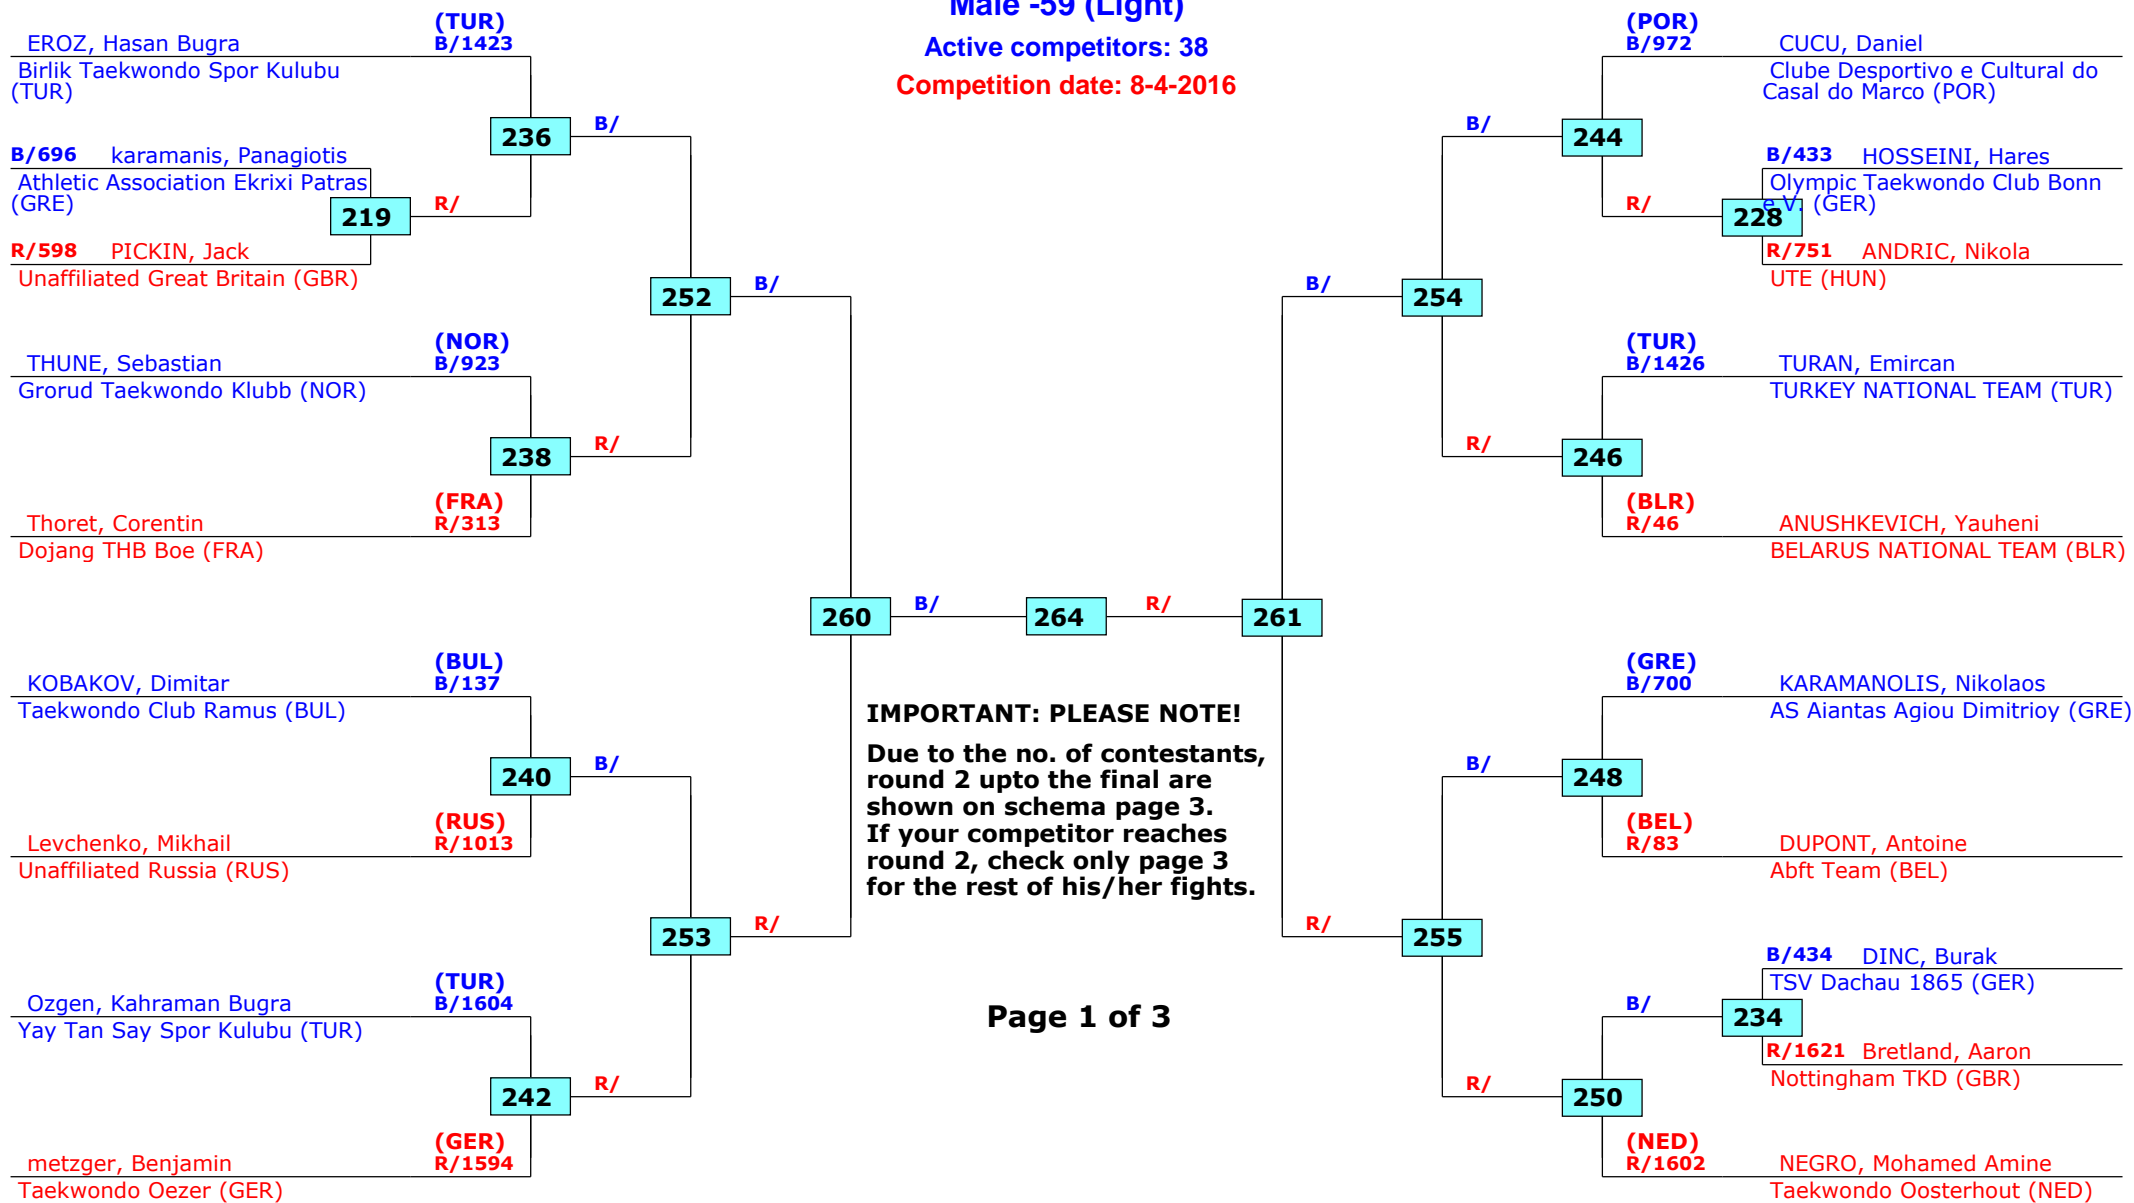 Male -59 (Light)
Active competitors: 38
Competition date: 8-4-2016
(TUR)
EROZ, Hasan Bugra B/1423
Birlik Taekwondo Spor Kulubu
(TUR)
236
B/
B/696 karamanis, Panagiotis
Athletic Association Ekrixi Patras
(GRE)
219
R/
R/598 PICKIN, Jack
Unaffiliated Great Britain (GBR)
252
B/
(NOR)
THUNE, Sebastian B/923
Grorud Taekwondo Klubb (NOR)
238
R/
(FRA)
Thoret, Corentin R/313
Dojang THB Boe (FRA)
260
B/
264
R/
261
(BUL)
KOBAKOV, Dimitar B/137
Taekwondo Club Ramus (BUL)
240
B/
(RUS)
Levchenko, Mikhail R/1013
Unaffiliated Russia (RUS)
253
R/
(TUR)
Ozgen, Kahraman Bugra B/1604
Yay Tan Say Spor Kulubu (TUR)
242
R/
(GER)
metzger, Benjamin R/1594
Taekwondo Oezer (GER)
IMPORTANT: PLEASE NOTE!
Due to the no. of contestants,
round 2 upto the final are
shown on schema page 3.
If your competitor reaches
round 2, check only page 3
for the rest of his/her fights.
Page 1 of 3
(POR)
B/972 CUCU, Daniel
Clube Desportivo e Cultural do
Casal do Marco (POR)
B/
244
B/433 HOSSEINI, Hares
Olympic Taekwondo Club Bonn
e.V. (GER)
R/
228
R/751 ANDRIC, Nikola
UTE (HUN)
B/
254
(TUR)
B/1426 TURAN, Emircan
TURKEY NATIONAL TEAM (TUR)
R/
246
(BLR)
R/46 ANUSHKEVICH, Yauheni
BELARUS NATIONAL TEAM (BLR)
(GRE)
B/700 KARAMANOLIS, Nikolaos
AS Aiantas Agiou Dimitrioy (GRE)
B/
248
(BEL)
R/83 DUPONT, Antoine
Abft Team (BEL)
R/
255
B/434 DINC, Burak
TSV Dachau 1865 (GER)
B/
234
R/1621 Bretland, Aaron
Nottingham TKD (GBR)
R/
250
(NED)
R/1602 NEGRO, Mohamed Amine
Taekwondo Oosterhout (NED)